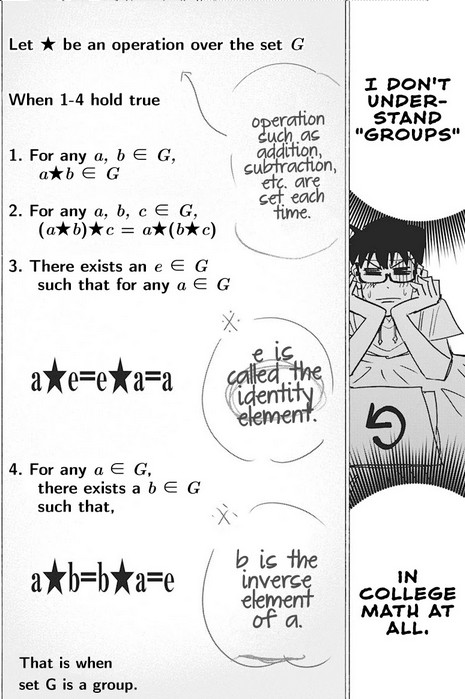 Let ★ be an operation over the set G
When 1-4 hold true
operation
such as
addition,
subtraction,
etc. are
set each
time.
1. For any a, b ∈ G,
a★b ∈ G
2. For any a, b, c ∈ G,
(a★b)★c = a★(b★c)
3. There exists an e ∈ G
such that for any a ∈ G
a★e=e★a=a
※
e is
called the
identity
element.
4. For any a ∈ G,
there exists a b ∈ G
such that,
a★b=b★a=e
※
b is the
inverse
element
of a.
That is when
set G is a group.
I DON'T
UNDER-
STAND
"GROUPS"
IN
COLLEGE
MATH AT
ALL.